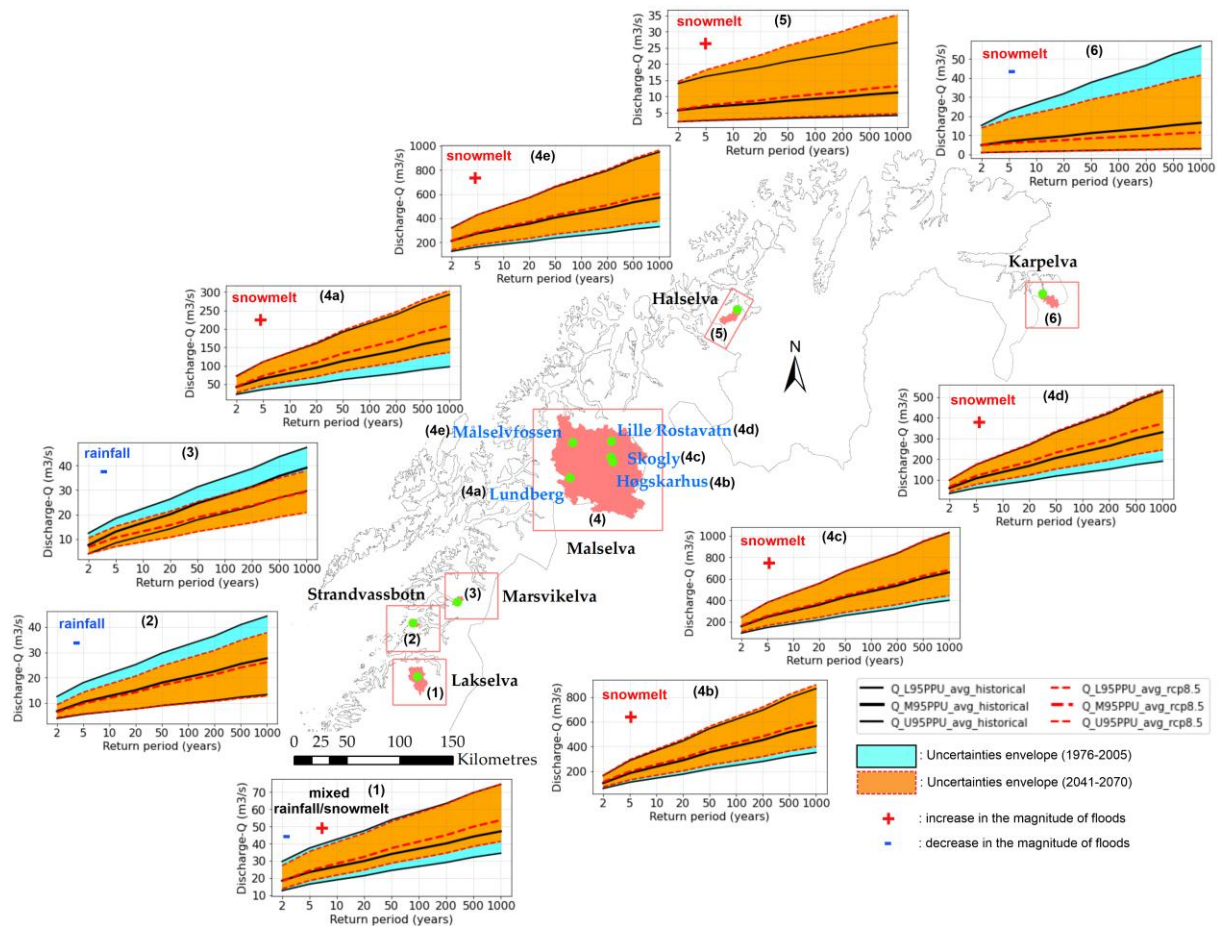 (5)
snowmelt
+
35
30
25
20
15
10
5
Discharge-Q (m3/s)
2 5 10 20 50 100 200 500 1000
Return period (years)
(6)
snowmelt
-
50
40
30
20
10
0
Discharge-Q (m3/s)
2 5 10 20 50 100 200 500 1000
Return period (years)
(4e)
snowmelt
+
1000
800
600
400
200
Discharge-Q (m3/s)
2 5 10 20 50 100 200 500 1000
Return period (years)
(4a)
snowmelt
+
300
250
200
150
100
50
Discharge-Q (m3/s)
2 5 10 20 50 100 200 500 1000
Return period (years)
Karpelva
(6)
Halselva
(5)
N
(4d)
snowmelt
+
500
400
300
200
100
Discharge-Q (m3/s)
2 5 10 20 50 100 200 500 1000
Return period (years)
(4e) Målselvfossen
Lille Rostavatn (4d)
Skogly (4c)
Høgskarhus (4b)
(4a) Lundberg
(4)
Malselva
(3)
rainfall
-
40
30
20
10
Discharge-Q (m3/s)
2 5 10 20 50 100 200 500 1000
Return period (years)
(4c)
snowmelt
+
1000
800
600
400
200
Discharge-Q (m3/s)
2 5 10 20 50 100 200 500 1000
Return period (years)
Strandvassbotn
(2)
(3)
Marsvikelva
Lakselva
(1)
(2)
rainfall
-
40
30
20
10
0
Discharge-Q (m3/s)
2 5 10 20 50 100 200 500 1000
Return period (years)
0 25 50 100 150
Kilometres
(4b)
snowmelt
+
800
600
400
200
Discharge-Q (m3/s)
2 5 10 20 50 100 200 500 1000
Return period (years)
(1)
mixed
rainfall/snowmelt
- +
70
60
50
40
30
20
10
Discharge-Q (m3/s)
2 5 10 20 50 100 200 500 1000
Return period (years)
Q_L95PPU_avg_historical Q_L95PPU_avg_rcp8.5
Q_M95PPU_avg_historical Q_M95PPU_avg_rcp8.5
Q_U95PPU_avg_historical Q_U95PPU_avg_rcp8.5
: Uncertainties envelope (1976-2005)
: Uncertainties envelope (2041-2070)
+ : increase in the magnitude of floods
- : decrease in the magnitude of floods